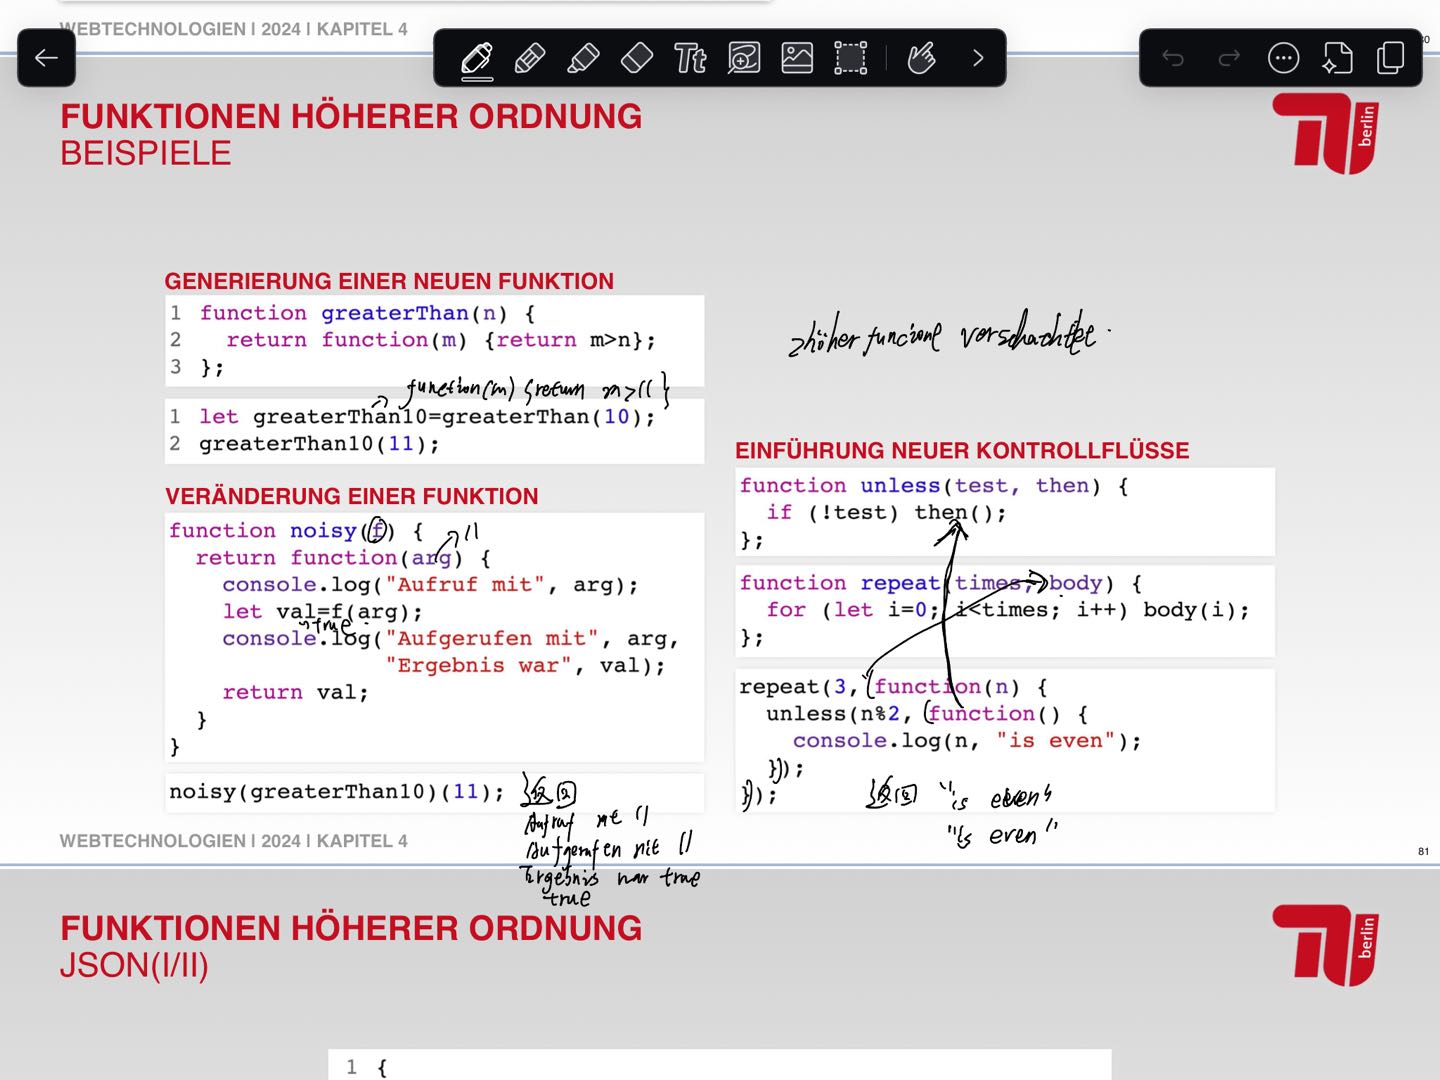 WEBTECHNOLOGIEN | 2024 | KAPITEL 4
Tt
FUNKTIONEN HÖHERER ORDNUNG
BEISPIELE
berlin
GENERIERUNG EINER NEUEN FUNKTION
1 function greaterThan(n) {
2   return function(m) {return m>n};
3 };
function(m) {return m>11}
1 let greaterThan10=greaterThan(10);
2 greaterThan10(11);
VERÄNDERUNG EINER FUNKTION
function noisy(f) {
11
  return function(arg) {
    console.log("Aufruf mit", arg);
    let val=f(arg);
true
    console.log("Aufgerufen mit", arg,
                "Ergebnis war", val);
    return val;
  }
}
noisy(greaterThan10)(11);
Aufruf mit 11
Aufgerufen mit 11
Ergebnis war true
true
2höher funcione verschachtelt.
EINFÜHRUNG NEUER KONTROLLFLÜSSE
function unless(test, then) {
  if (!test) then();
};
function repeat(times, body) {
  for (let i=0; i<times; i++) body(i);
};
repeat(3, function(n) {
  unless(n%2, function() {
    console.log(n, "is even");
  });
});
"is even"
"is even"
WEBTECHNOLOGIEN | 2024 | KAPITEL 4
81
FUNKTIONEN HÖHERER ORDNUNG
JSON(I/II)
berlin
1 {